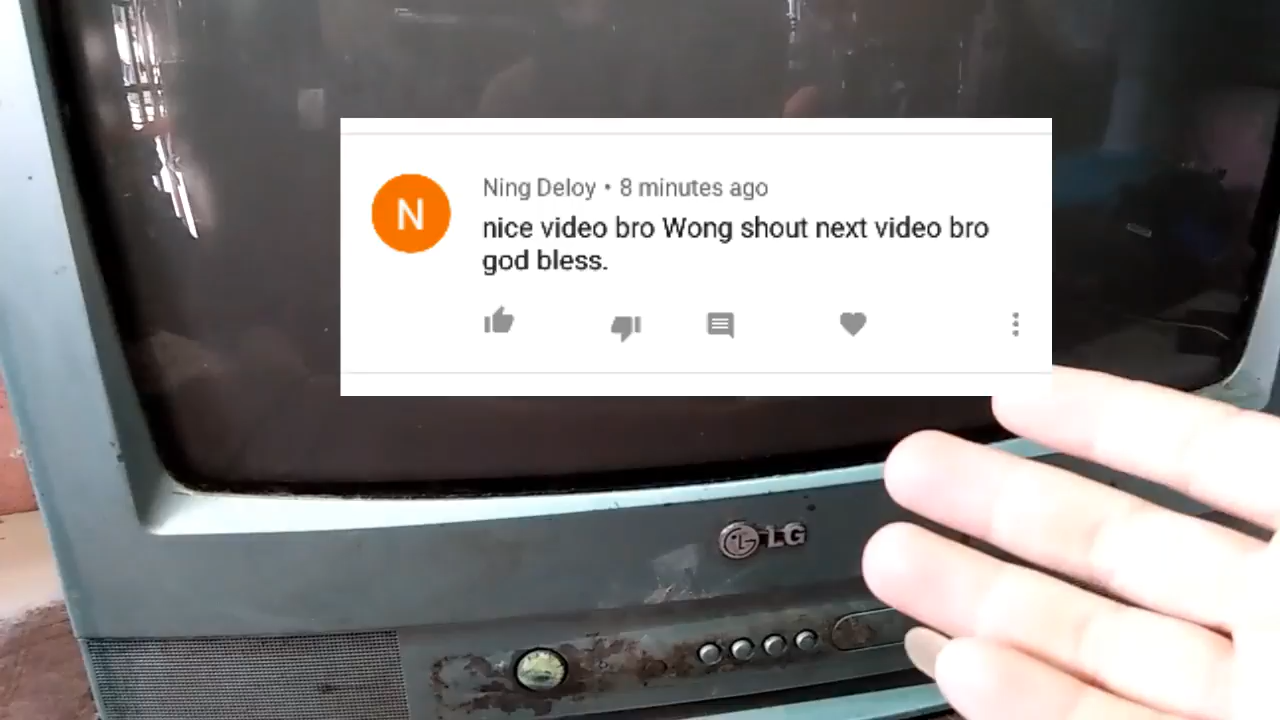 Ning Deloy • 8 minutes ago
N
nice video bro Wong shout next video bro
god bless.
LG